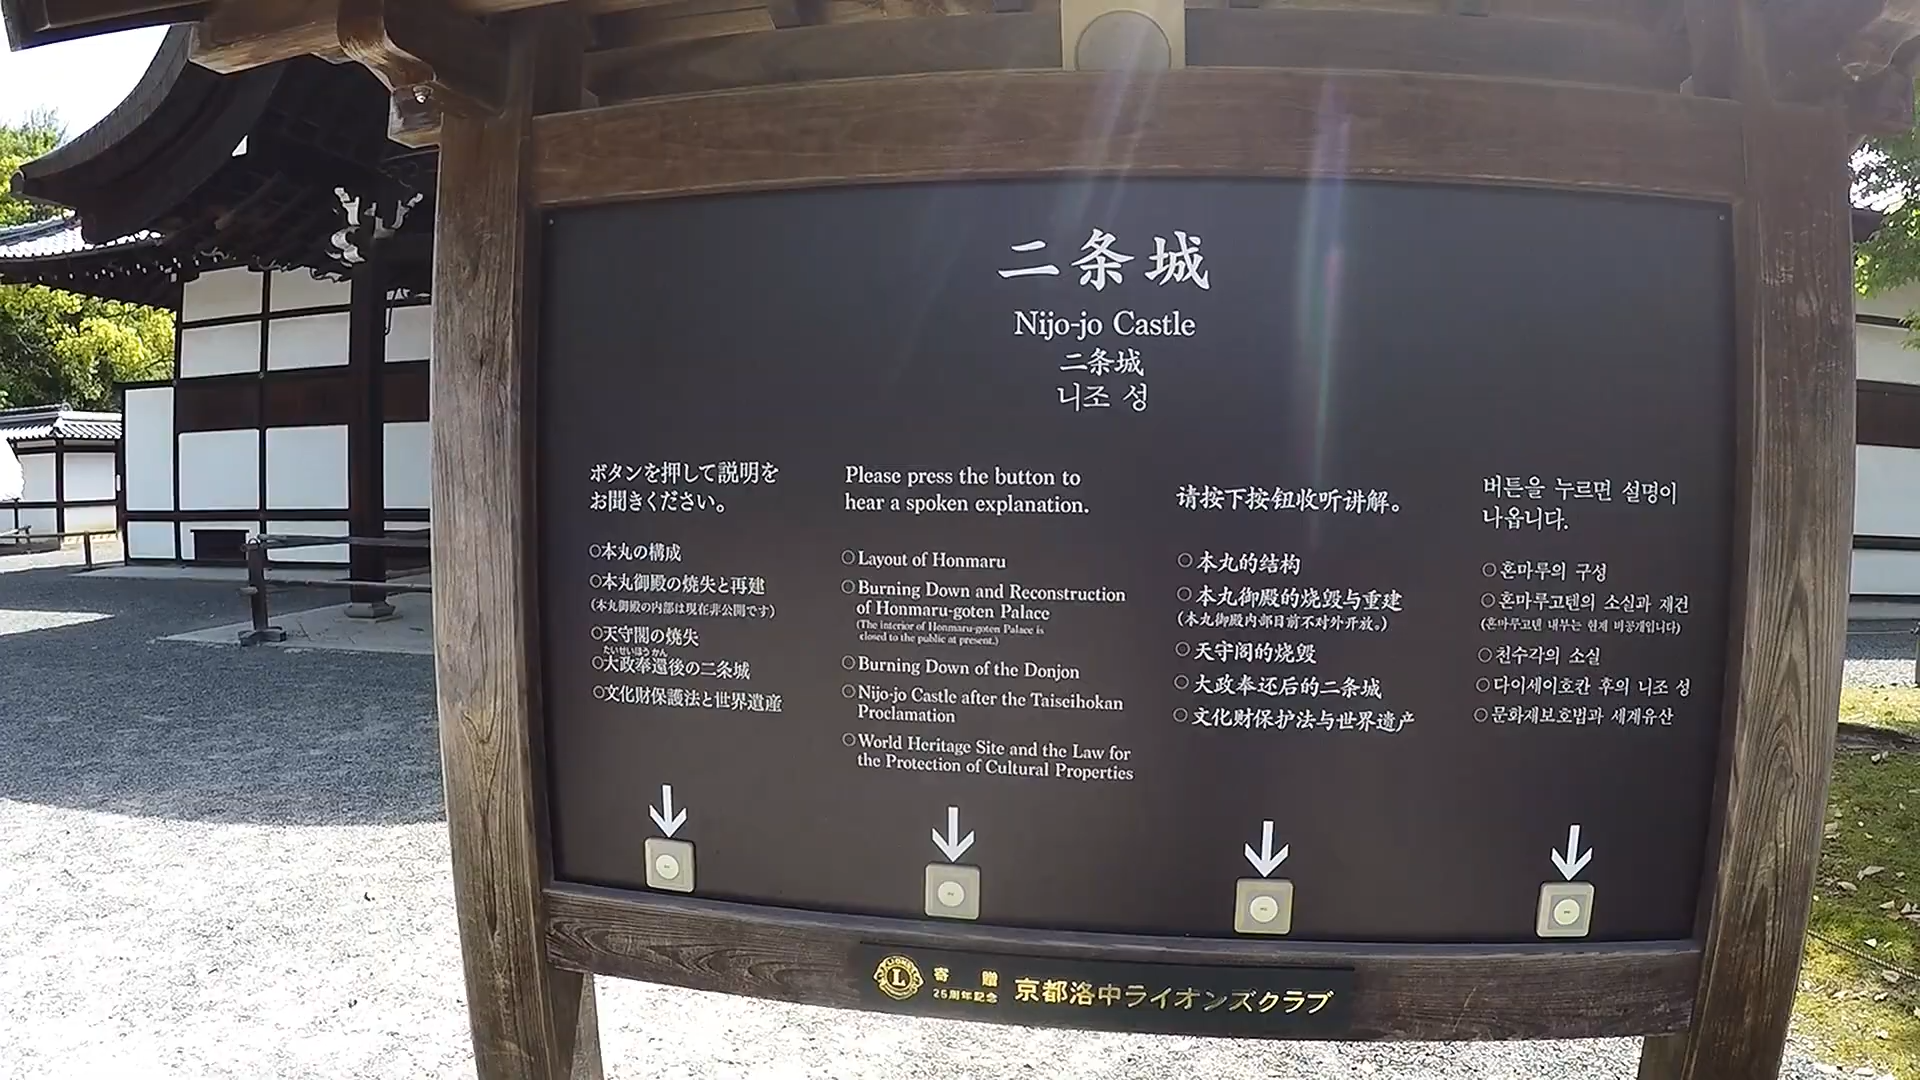 二条城
Nijo-jo Castle
二条城
니조 성
ボタンを押して説明を
お聞きください。
○本丸の構成
○本丸御殿の焼失と再建
(本丸御殿の内部は現在非公開です)
○天守閣の焼失
たいせいほうかん
○大政奉還後の二条城
○文化財保護法と世界遺産
Please press the button to
hear a spoken explanation.
○Layout of Honmaru
○Burning Down and Reconstruction
of Honmaru-goten Palace
(The interior of Honmaru-goten Palace is
closed to the public at present.)
○Burning Down of the Donjon
○Nijo-jo Castle after the Taiseihokan
Proclamation
○World Heritage Site and the Law for
the Protection of Cultural Properties
请按下按钮收听讲解。
○本丸的结构
○本丸御殿的烧毁与重建
(本丸御殿内部目前不对外开放。)
○天守阁的烧毁
○大政奉还后的二条城
○文化财保护法与世界遗产
버튼을 누르면 설명이
나옵니다.
○혼마루의 구성
○혼마루고텐의 소실과 재건
(혼마루고텐 내부는 현재 비공개입니다)
○천수각의 소실
○다이세이호칸 후의 니조 성
○문화재보호법과 세계유산
LIONS
L
寄 贈
25周年記念
京都洛中ライオンズクラブ